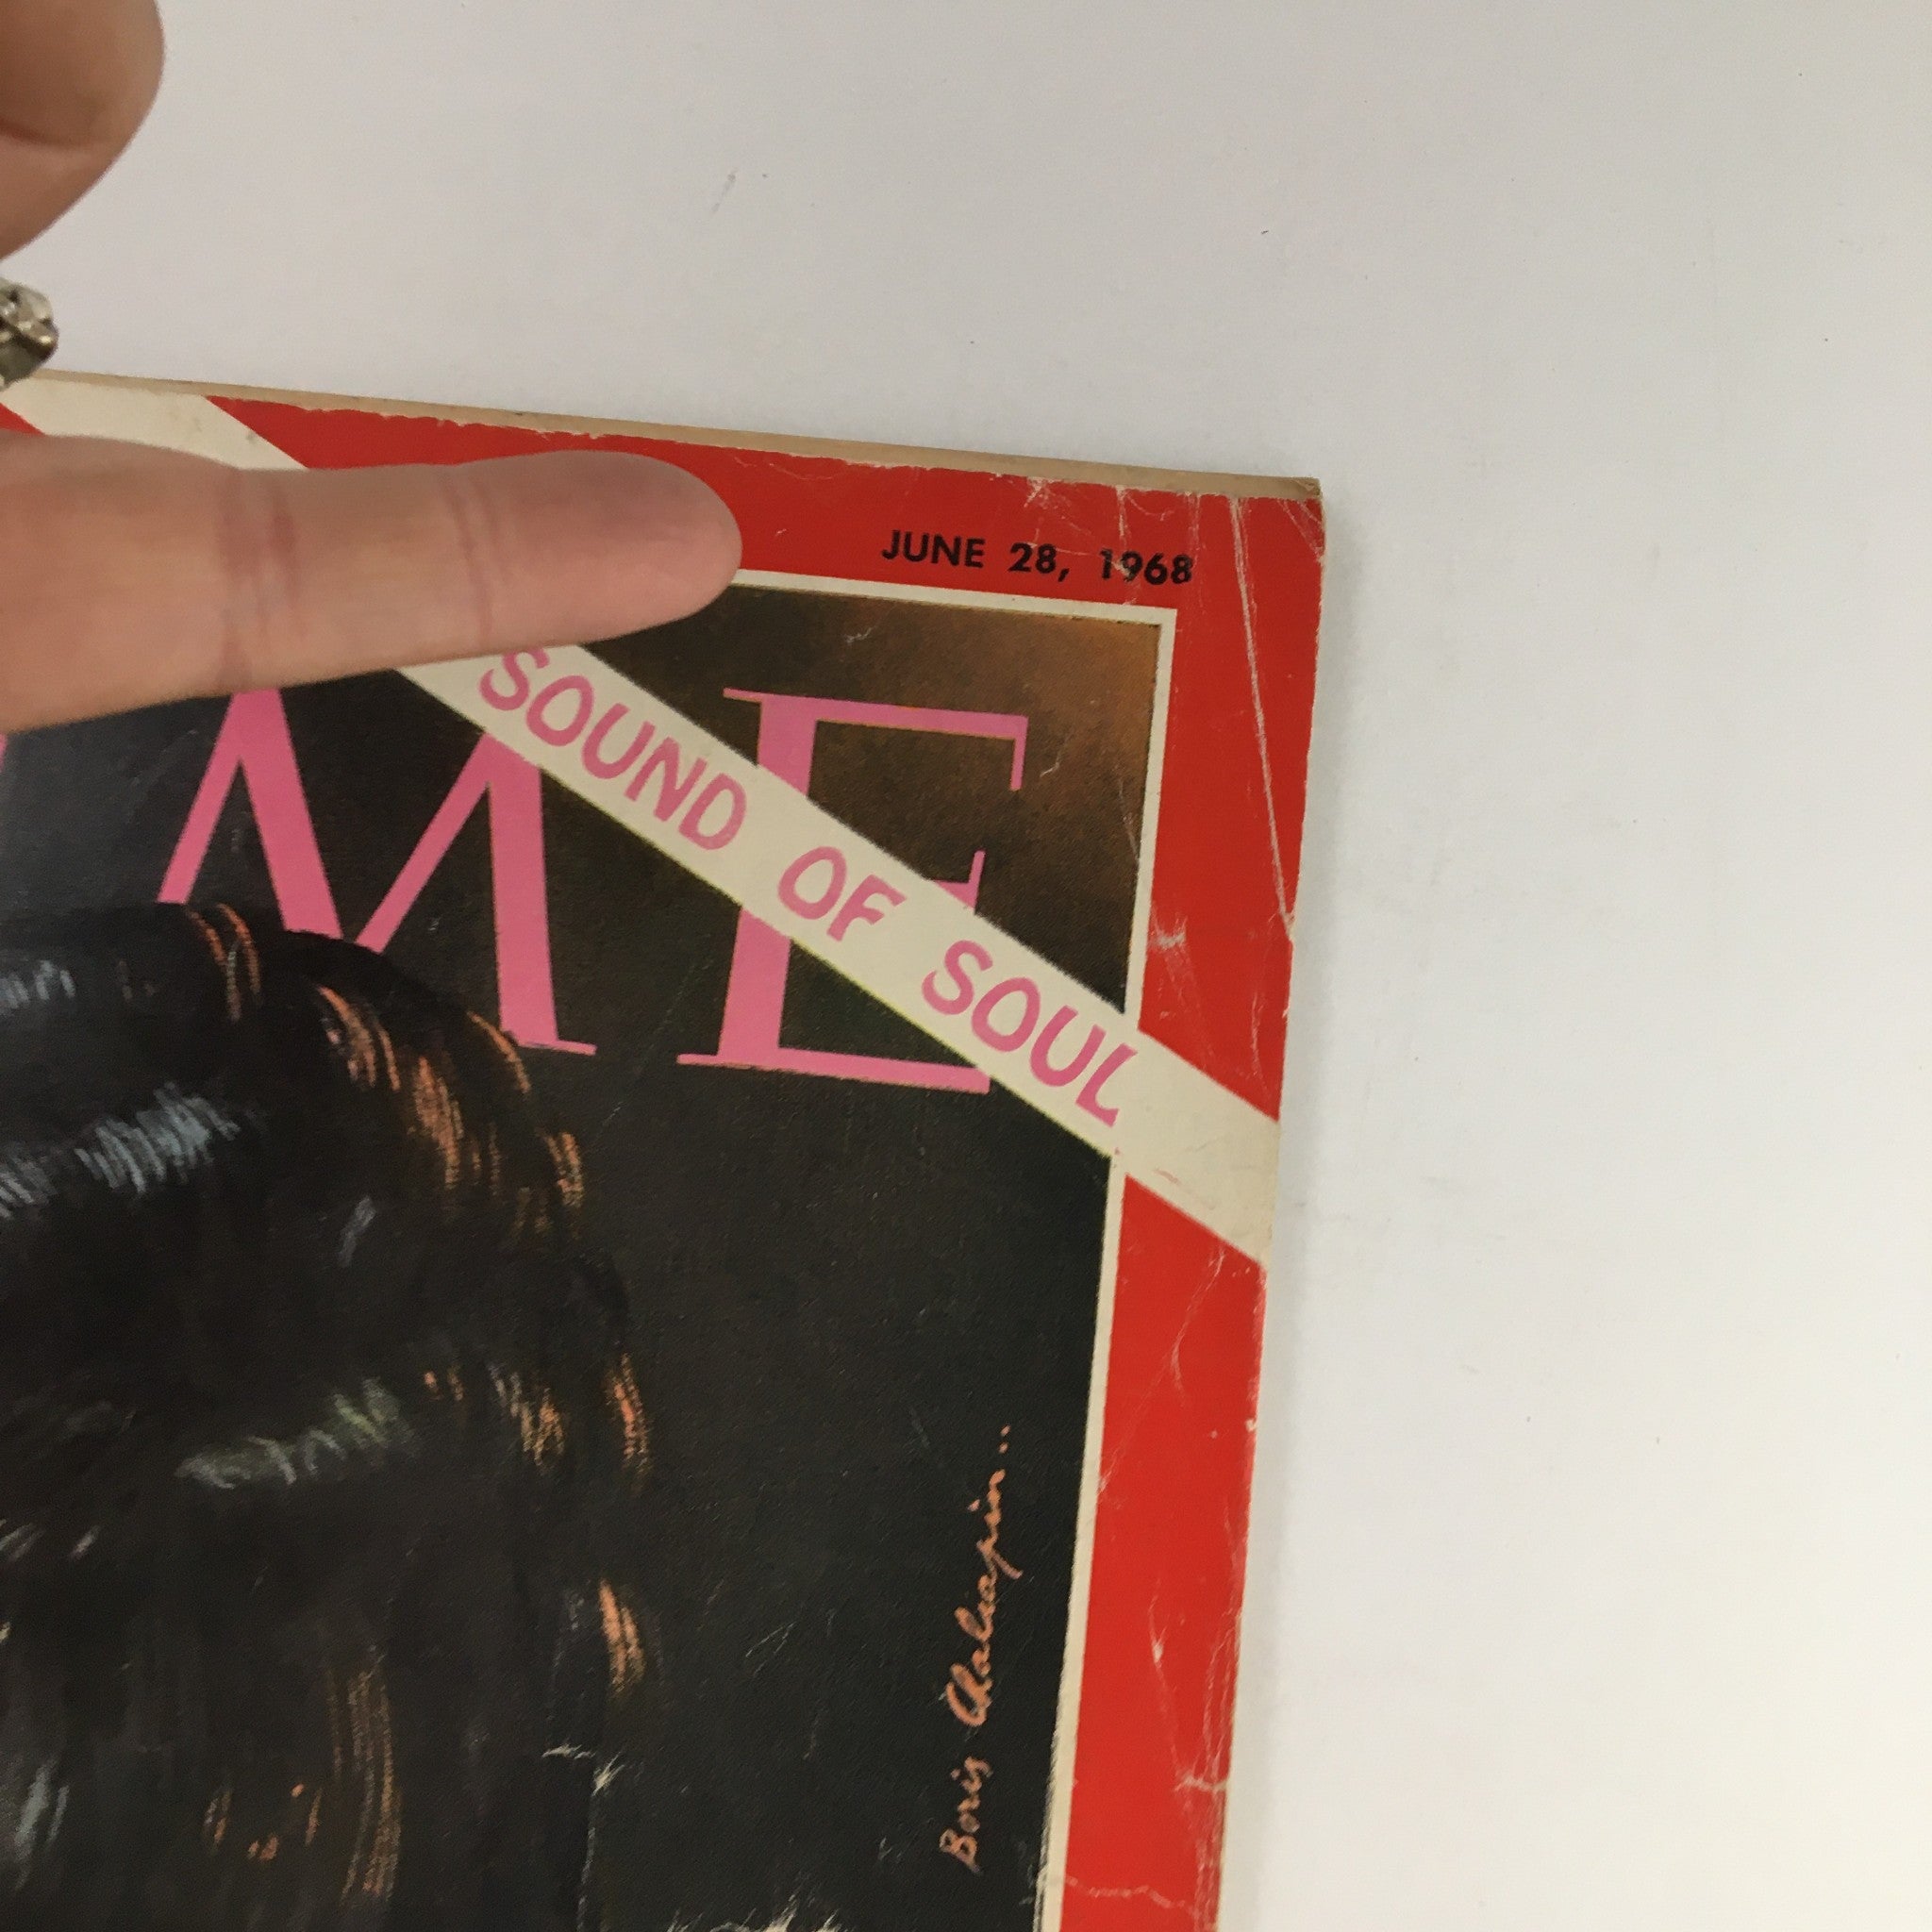 JUNE 28, 1968
ME
SOUND OF SOUL
Boris Chaliapin